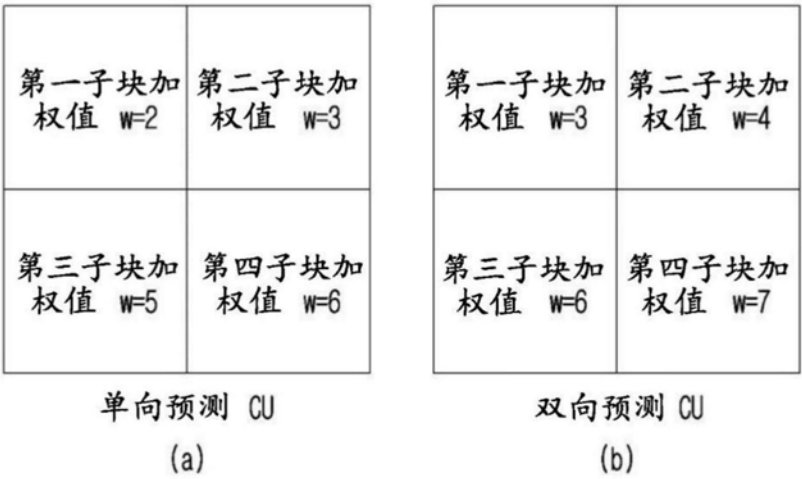 第一子块加
权值 w=2
第二子块加
权值 w=3
第三子块加
权值 w=5
第四子块加
权值 w=6
单向预测 CU
(a)
第一子块加
权值 w=3
第二子块加
权值 w=4
第三子块加
权值 w=6
第四子块加
权值 w=7
双向预测 CU
(b)